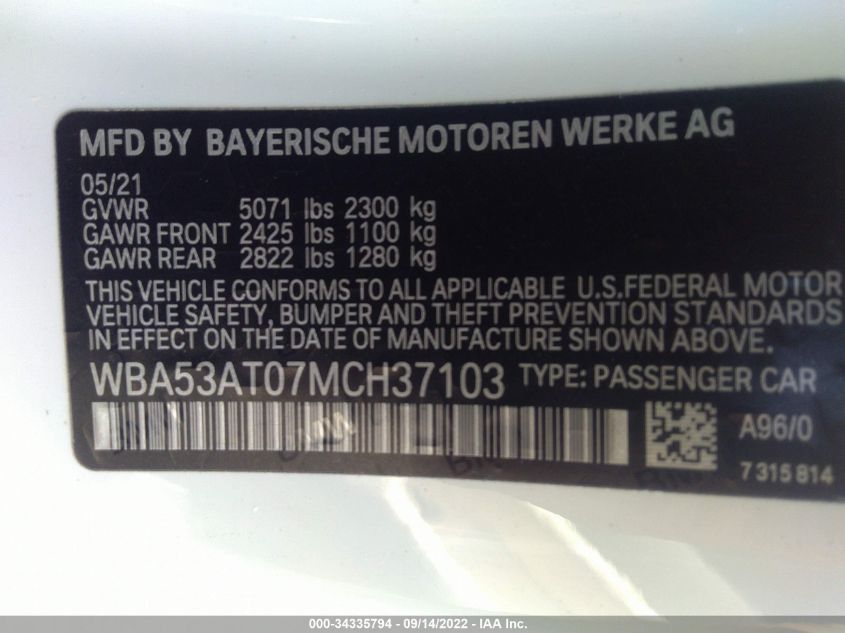 MFD BY BAYERISCHE MOTOREN WERKE AG
05/21
GVWR 5071 lbs 2300 kg
GAWR FRONT 2425 lbs 1100 kg
GAWR REAR 2822 lbs 1280 kg
THIS VEHICLE CONFORMS TO ALL APPLICABLE U.S.FEDERAL MOTOR
VEHICLE SAFETY, BUMPER AND THEFT PREVENTION STANDARDS
IN EFFECT ON THE DATE OF MANUFACTURE SHOWN ABOVE.
WBA53AT07MCH37103 TYPE: PASSENGER CAR
A96/0
7 315 814
000-34335794 - 09/14/2022 - IAA Inc.